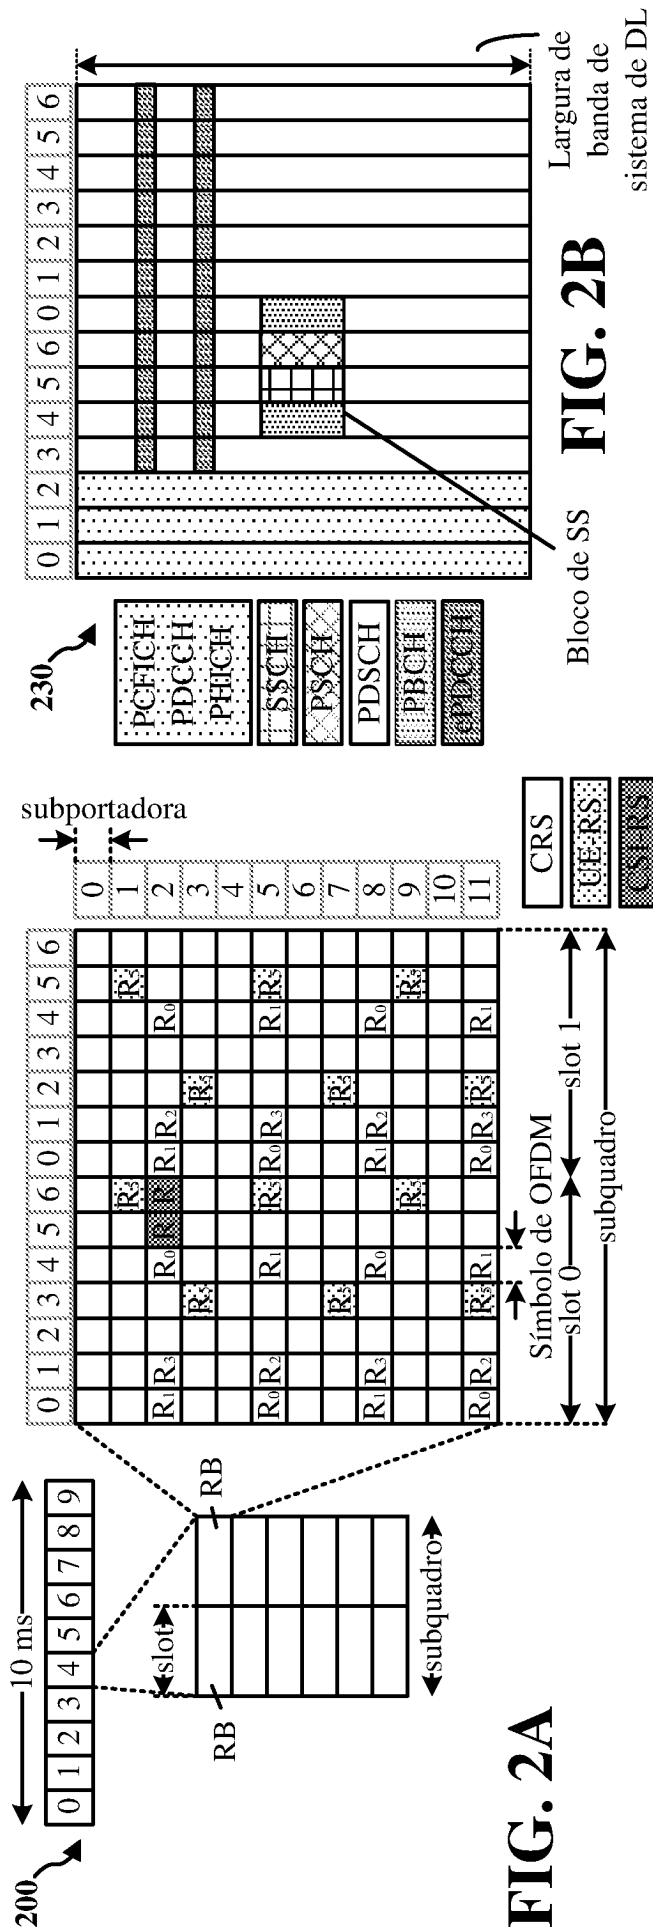 200
10 ms
0 1 2 3 4 5 6 7 8 9
slot
RB
RB
subquadro
FIG. 2A
0 1 2 3 4 5 6 0 1 2 3 4 5 6
subportadora
0
1
2
3
4
5
6
7
8
9
10
11
R5 R5
R1 R3 R0 R R R1 R2 R0
R5 R5
R0 R2 R1 R5 R0 R3 R1 R5
R5 R5
R1 R3 R0 R1 R2 R0
R5 R5
R0 R2 R5 R1 R0 R3 R5 R1
Símbolo de OFDM
slot 0
slot 1
subquadro
CRS
UE-RS
CSI-RS
230
PCFICH
PDCCH
PHICH
SSCH
PSCH
PDSCH
PBCH
ePDCCH
0 1 2 3 4 5 6 0 1 2 3 4 5 6
Bloco de SS
Largura de
banda de
sistema de DL
FIG. 2B